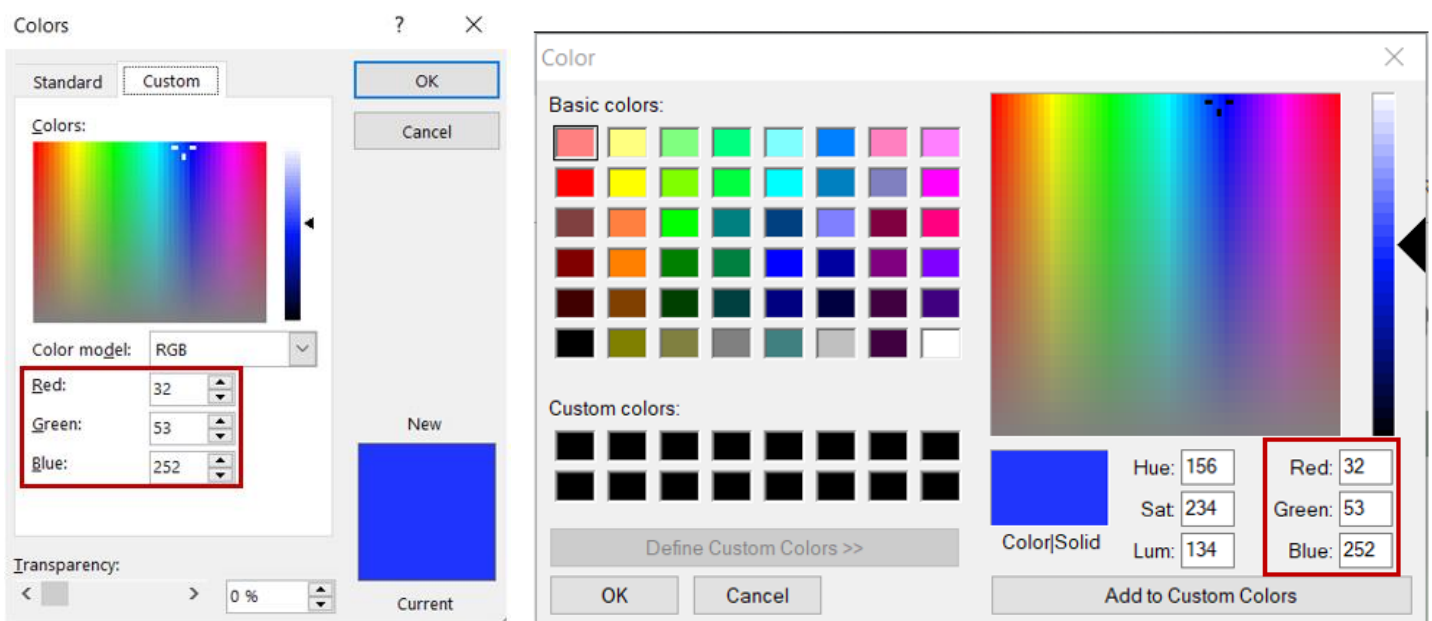 Colors
?
Standard
Custom
OK
Cancel
Colors:
Color model:
RGB
Red:
32
Green:
53
Blue:
252
New
Current
Transparency:
0 %
Color
Basic colors:
Custom colors:
Define Custom Colors >>
OK
Cancel
Color|Solid
Hue:
156
Sat:
234
Lum:
134
Red:
32
Green:
53
Blue:
252
Add to Custom Colors